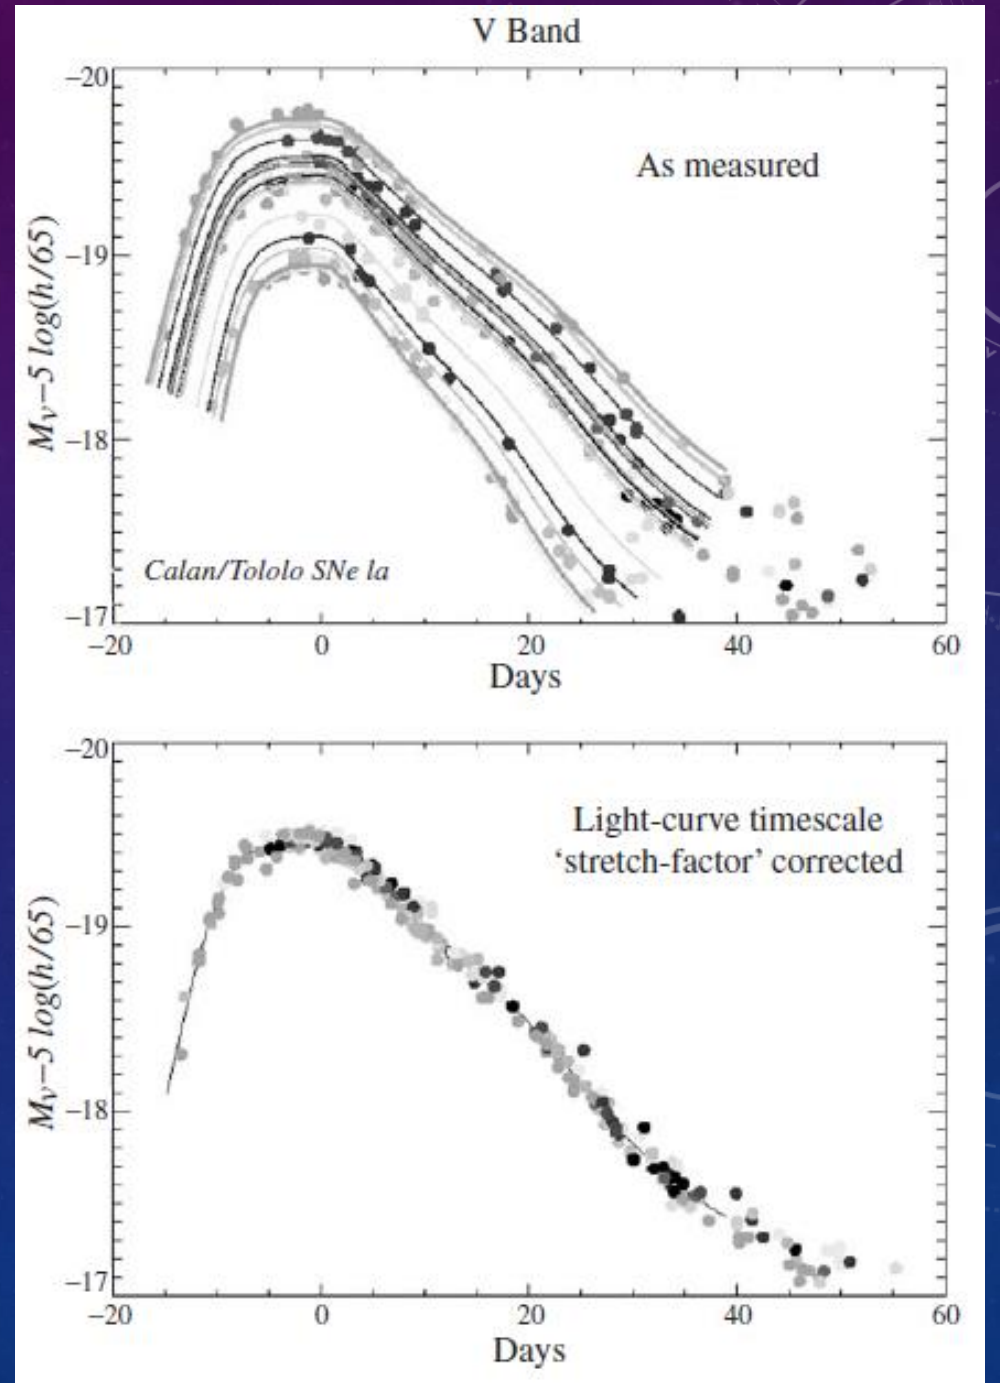 V Band
−20
As measured
−19
M_V−5 log(h/65)
−18
Calan/Tololo SNe Ia
−17
−20 0 20 40 60
Days
−20
Light-curve timescale
‘stretch-factor’ corrected
−19
M_V−5 log(h/65)
−18
−17
−20 0 20 40 60
Days